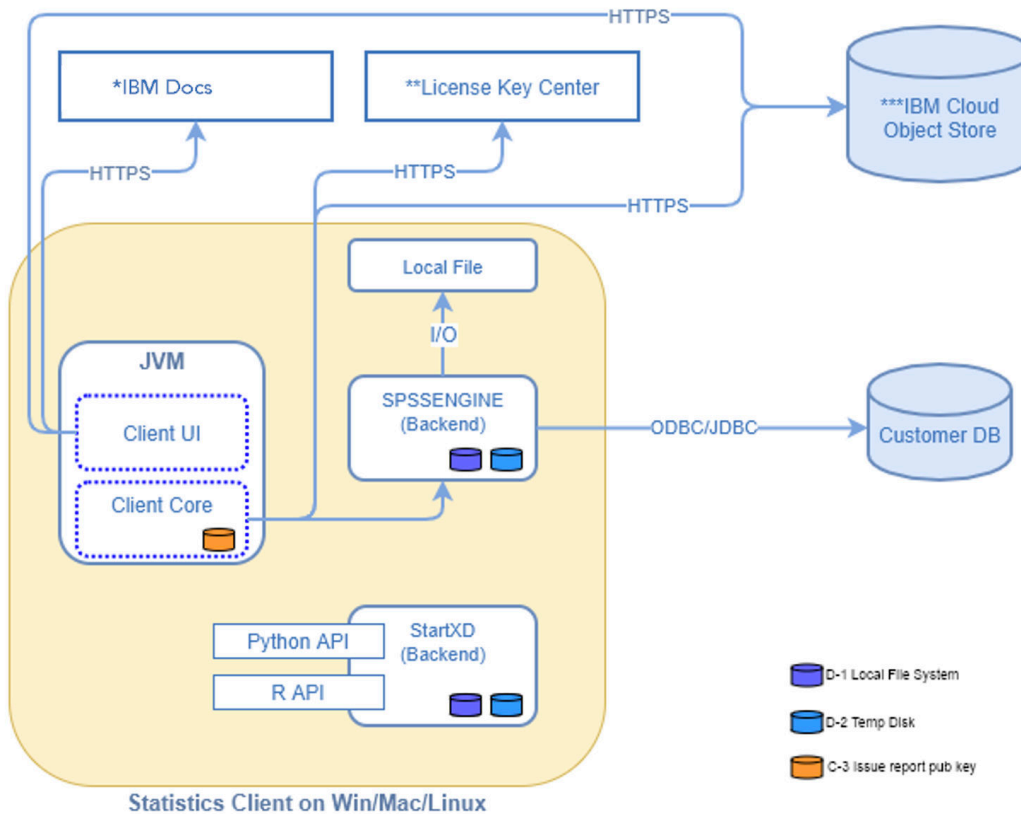 HTTPS
*IBM Docs
**License Key Center
***IBM Cloud
Object Store
HTTPS
HTTPS
HTTPS
Local File
I/O
JVM
Client UI
Client Core
SPSSENGINE
(Backend)
ODBC/JDBC
Customer DB
Python API
R API
StartXD
(Backend)
D-1 Local File System
D-2 Temp Disk
C-3 Issue report pub key
Statistics Client on Win/Mac/Linux